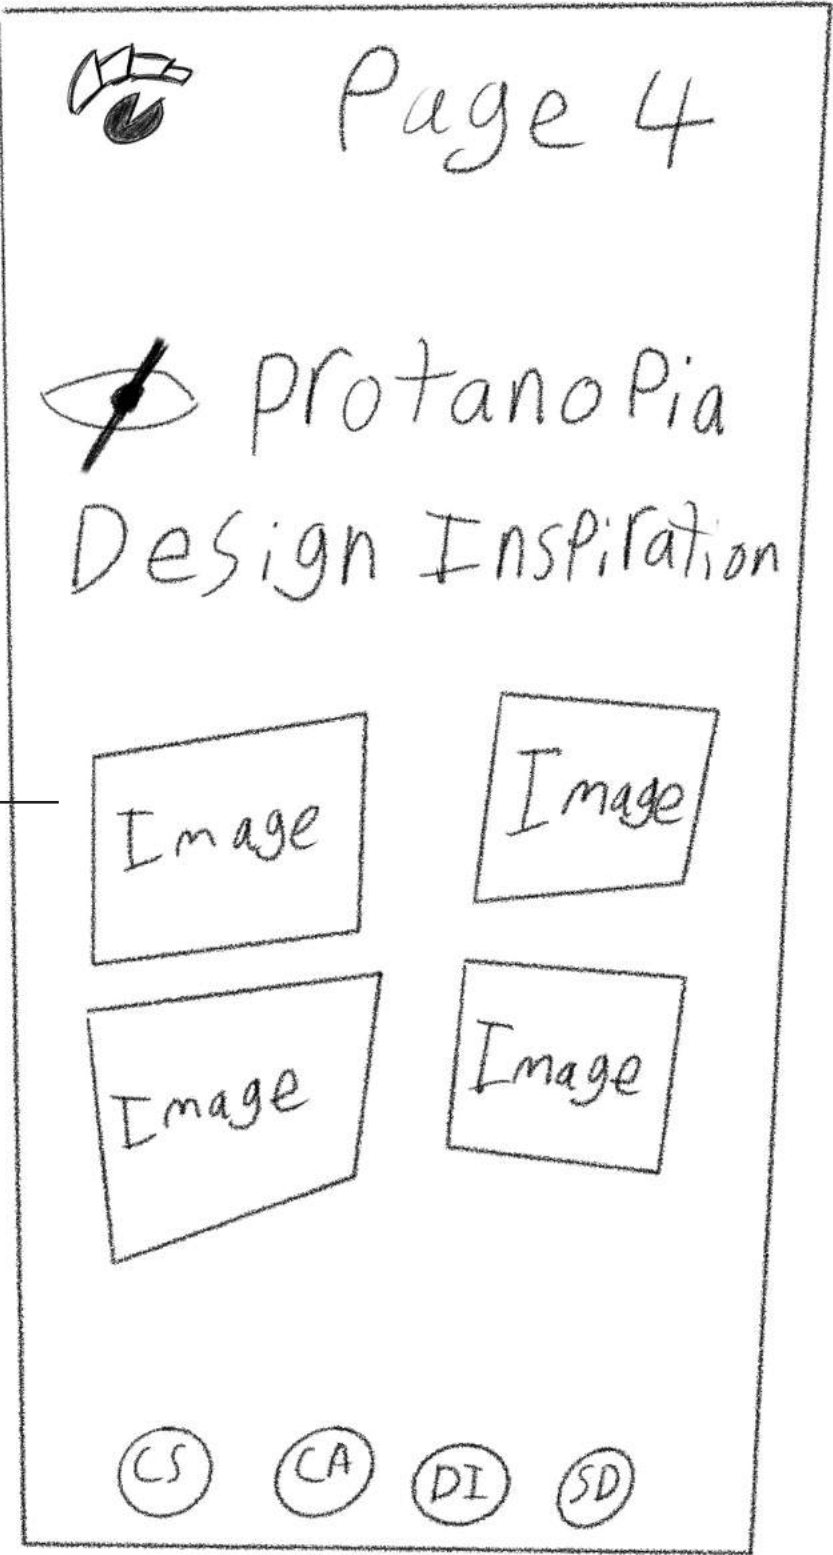 Page 4
Protanopia
Design Inspiration
Image Image
Image Image
CS CA DI SD